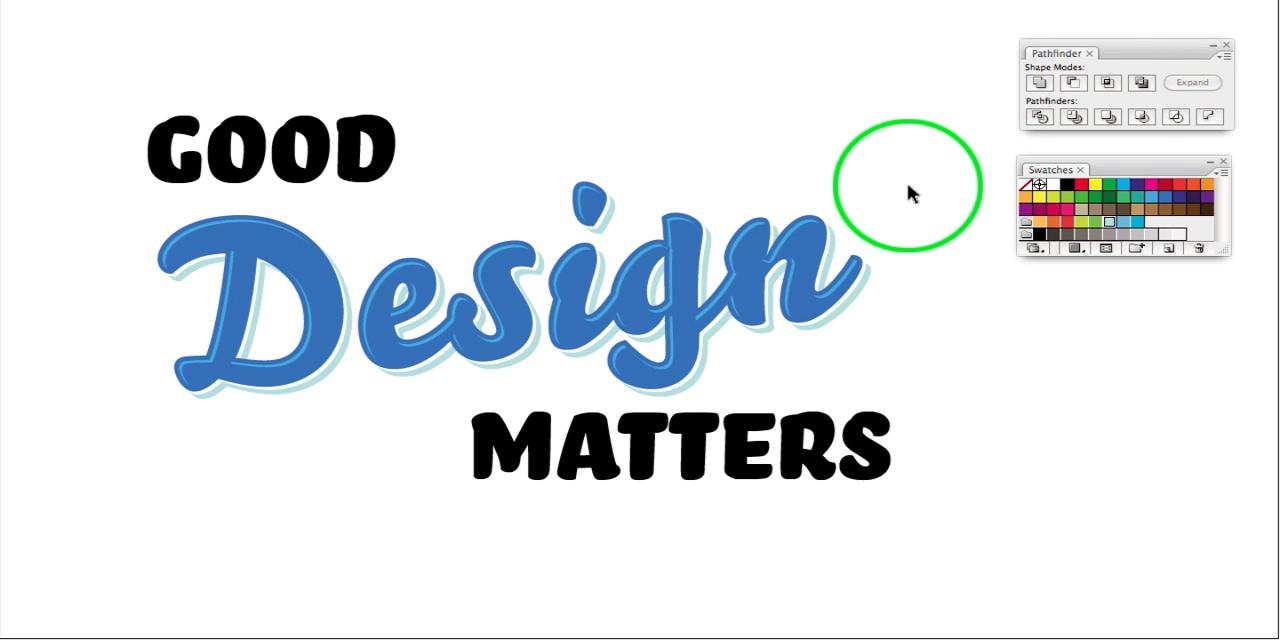 GOOD
Design
MATTERS
Pathfinder
Shape Modes:
Expand
Pathfinders:
Swatches